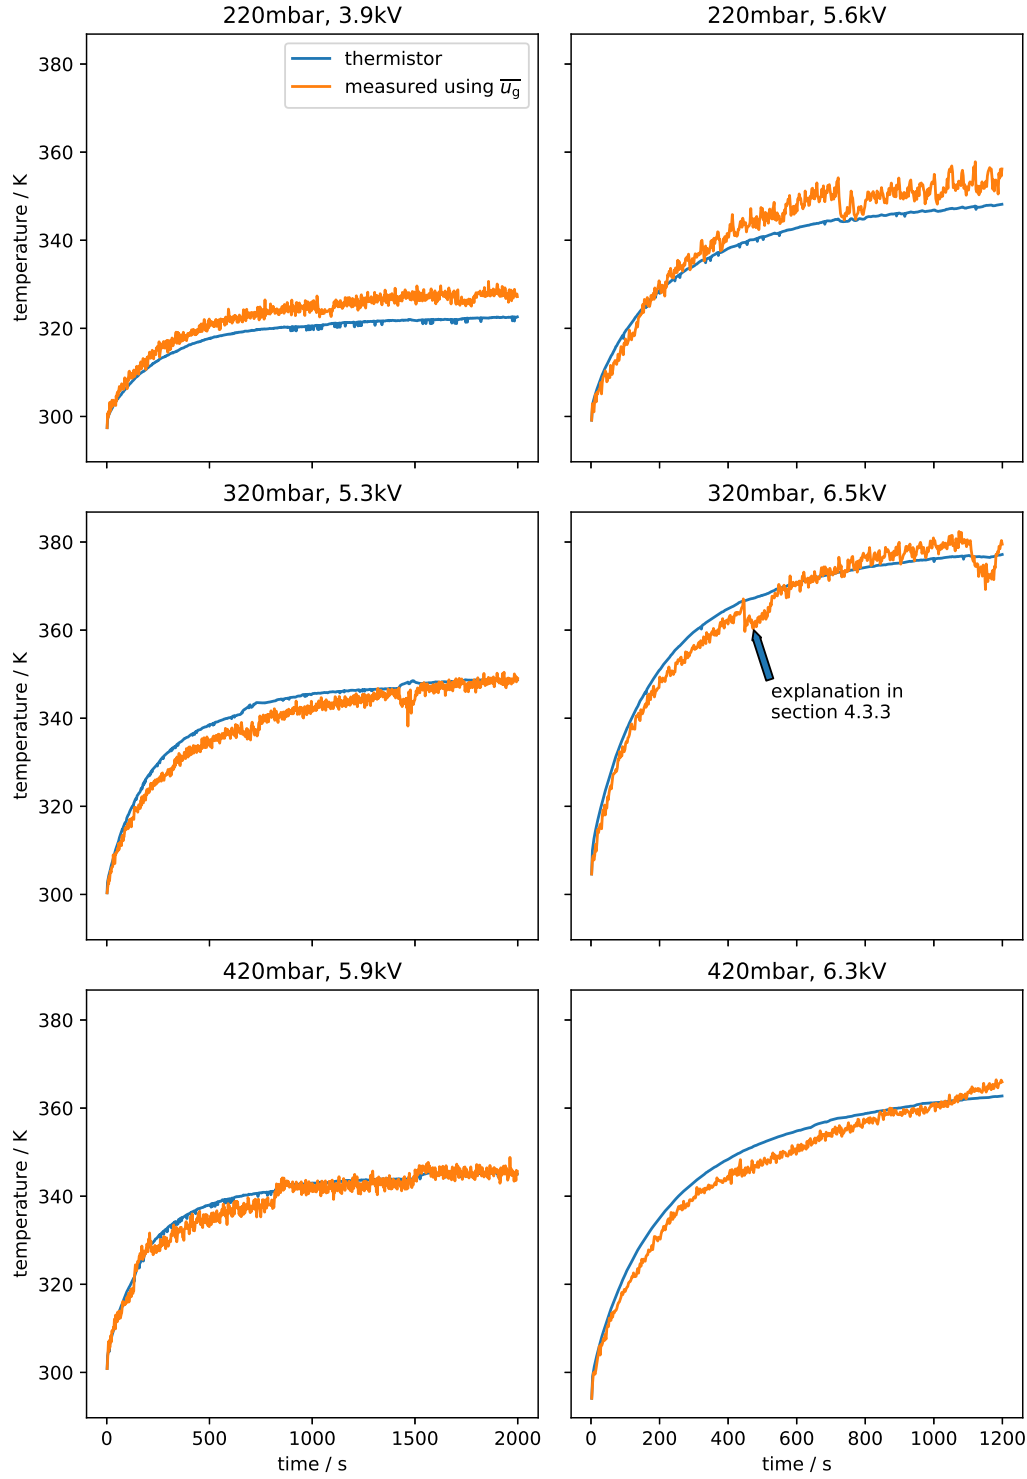 220mbar, 3.9kV
220mbar, 5.6kV
temperature / K
380
360
340
320
300
thermistor
measured using u̅g
320mbar, 5.3kV
320mbar, 6.5kV
temperature / K
380
360
340
320
300
explanation in
section 4.3.3
420mbar, 5.9kV
420mbar, 6.3kV
temperature / K
380
360
340
320
300
0 500 1000 1500 2000
0 200 400 600 800 1000 1200
time / s
time / s